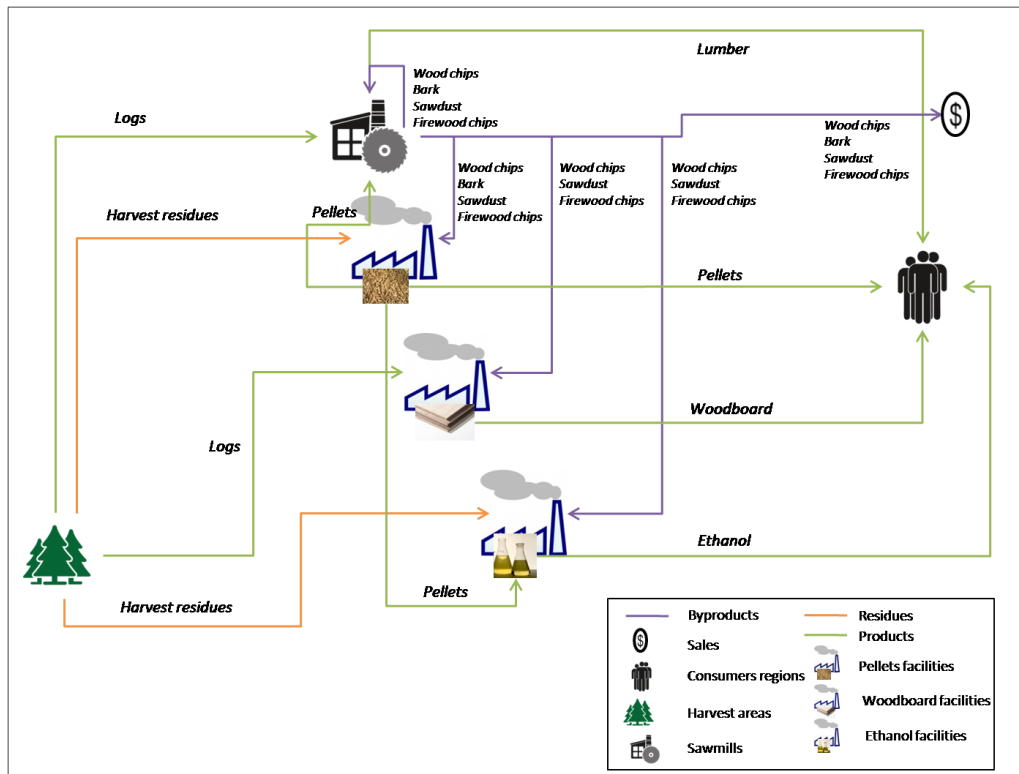 Lumber
Wood chips
Bark
Sawdust
Firewood chips
$
Logs
Wood chips
Bark
Sawdust
Firewood chips
Wood chips
Bark
Sawdust
Firewood chips
Wood chips
Sawdust
Firewood chips
Wood chips
Sawdust
Firewood chips
Harvest residues
Pellets
Pellets
Woodboard
Logs
Ethanol
Pellets
Harvest residues
Byproducts
Residues
$
Sales
Products
Consumers regions
Pellets facilities
Harvest areas
Woodboard facilities
Sawmills
Ethanol facilities